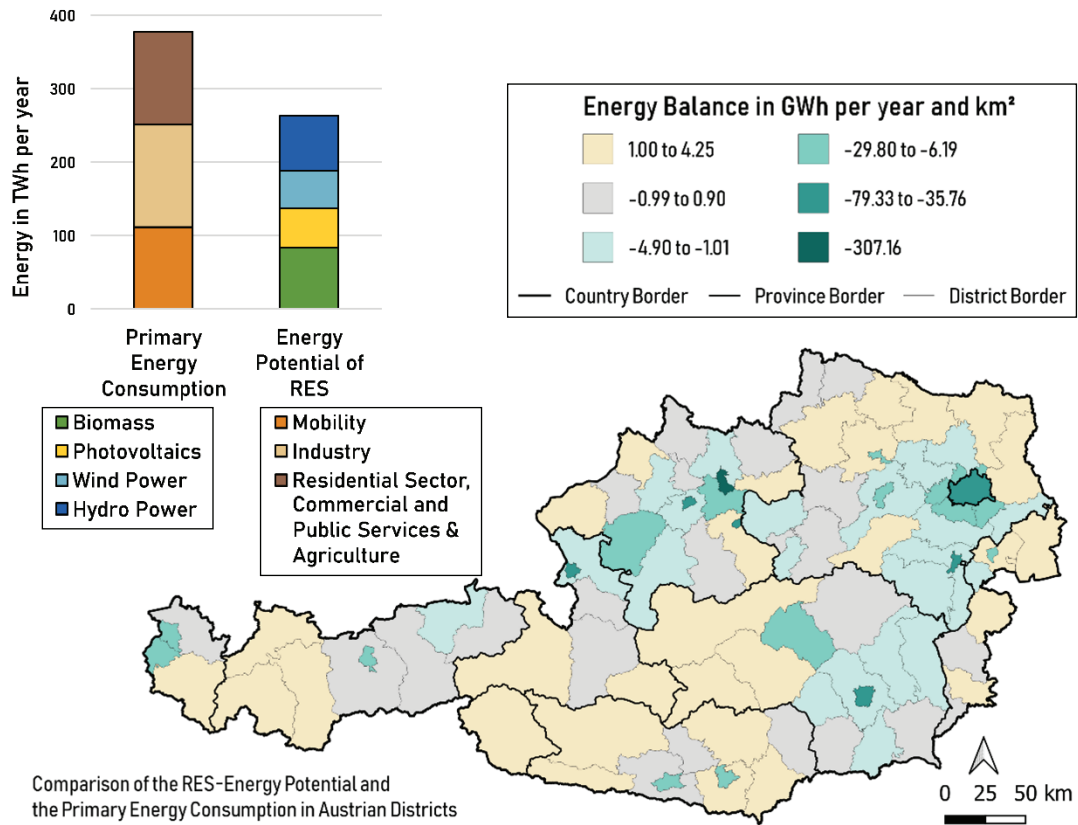 400
300
200
100
0
Energy in TWh per year
Primary
Energy
Consumption
Energy
Potential of
RES
Biomass
Photovoltaics
Wind Power
Hydro Power
Mobility
Industry
Residential Sector,
Commercial and
Public Services &
Agriculture
Energy Balance in GWh per year and km²
1.00 to 4.25
-0.99 to 0.90
-4.90 to -1.01
-29.80 to -6.19
-79.33 to -35.76
-307.16
Country Border
Province Border
District Border
Comparison of the RES-Energy Potential and
the Primary Energy Consumption in Austrian Districts
0 25 50 km